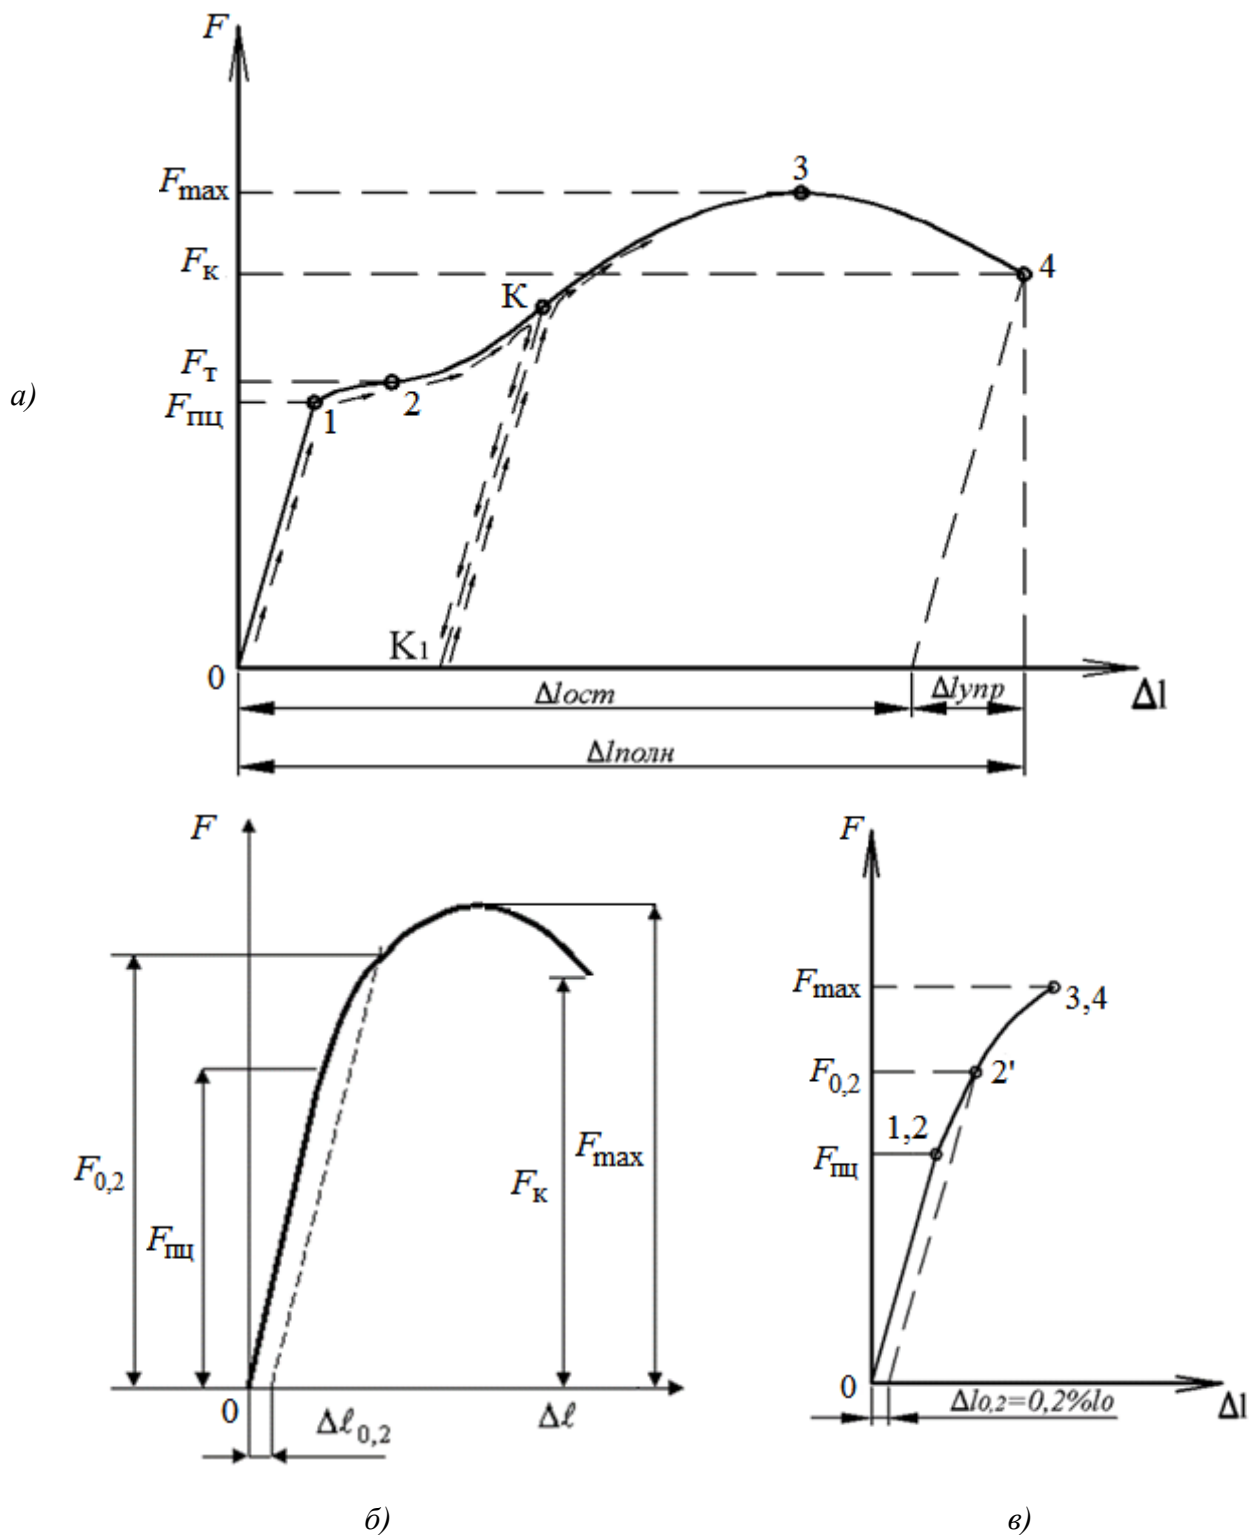 F
3
Fmax
Fк
К
4
Fт
а)
Fпц
1
2
К1
0
Δlост
Δlупр
Δl
Δlполн
F
F
Fmax
3,4
F0,2
2'
1,2
Fпц
F0,2
Fmax
Fк
Fпц
0
Δℓ0,2
Δℓ
0
Δl0,2=0,2%l0
Δl
б)
в)